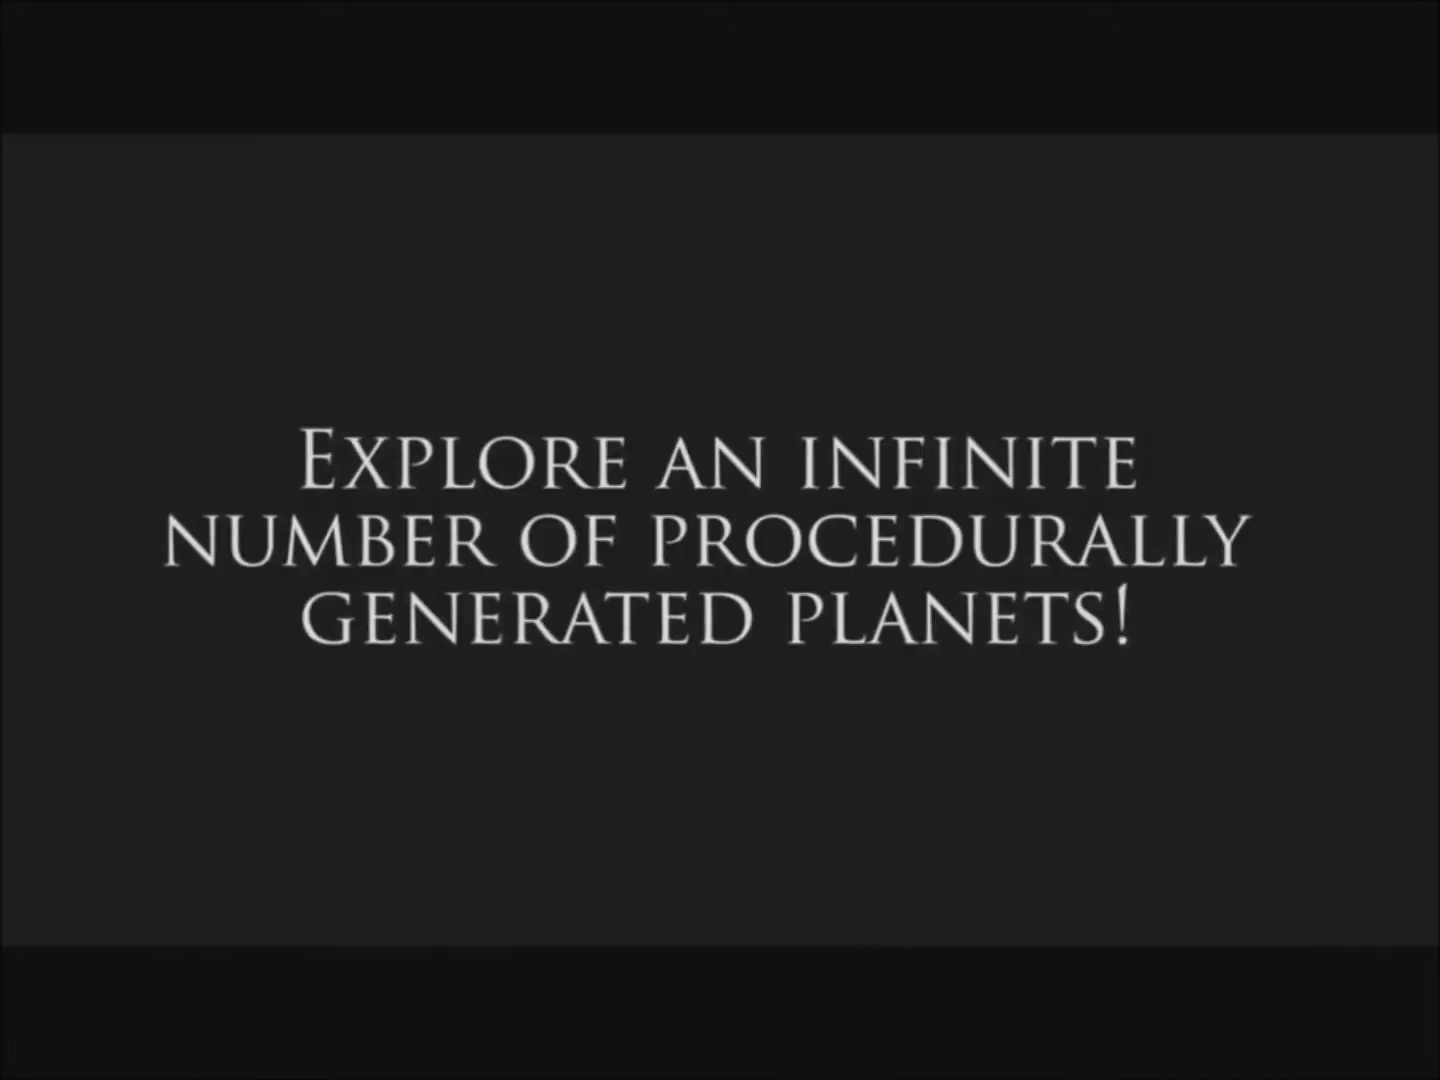 Explore an infinite
number of procedurally
generated planets!